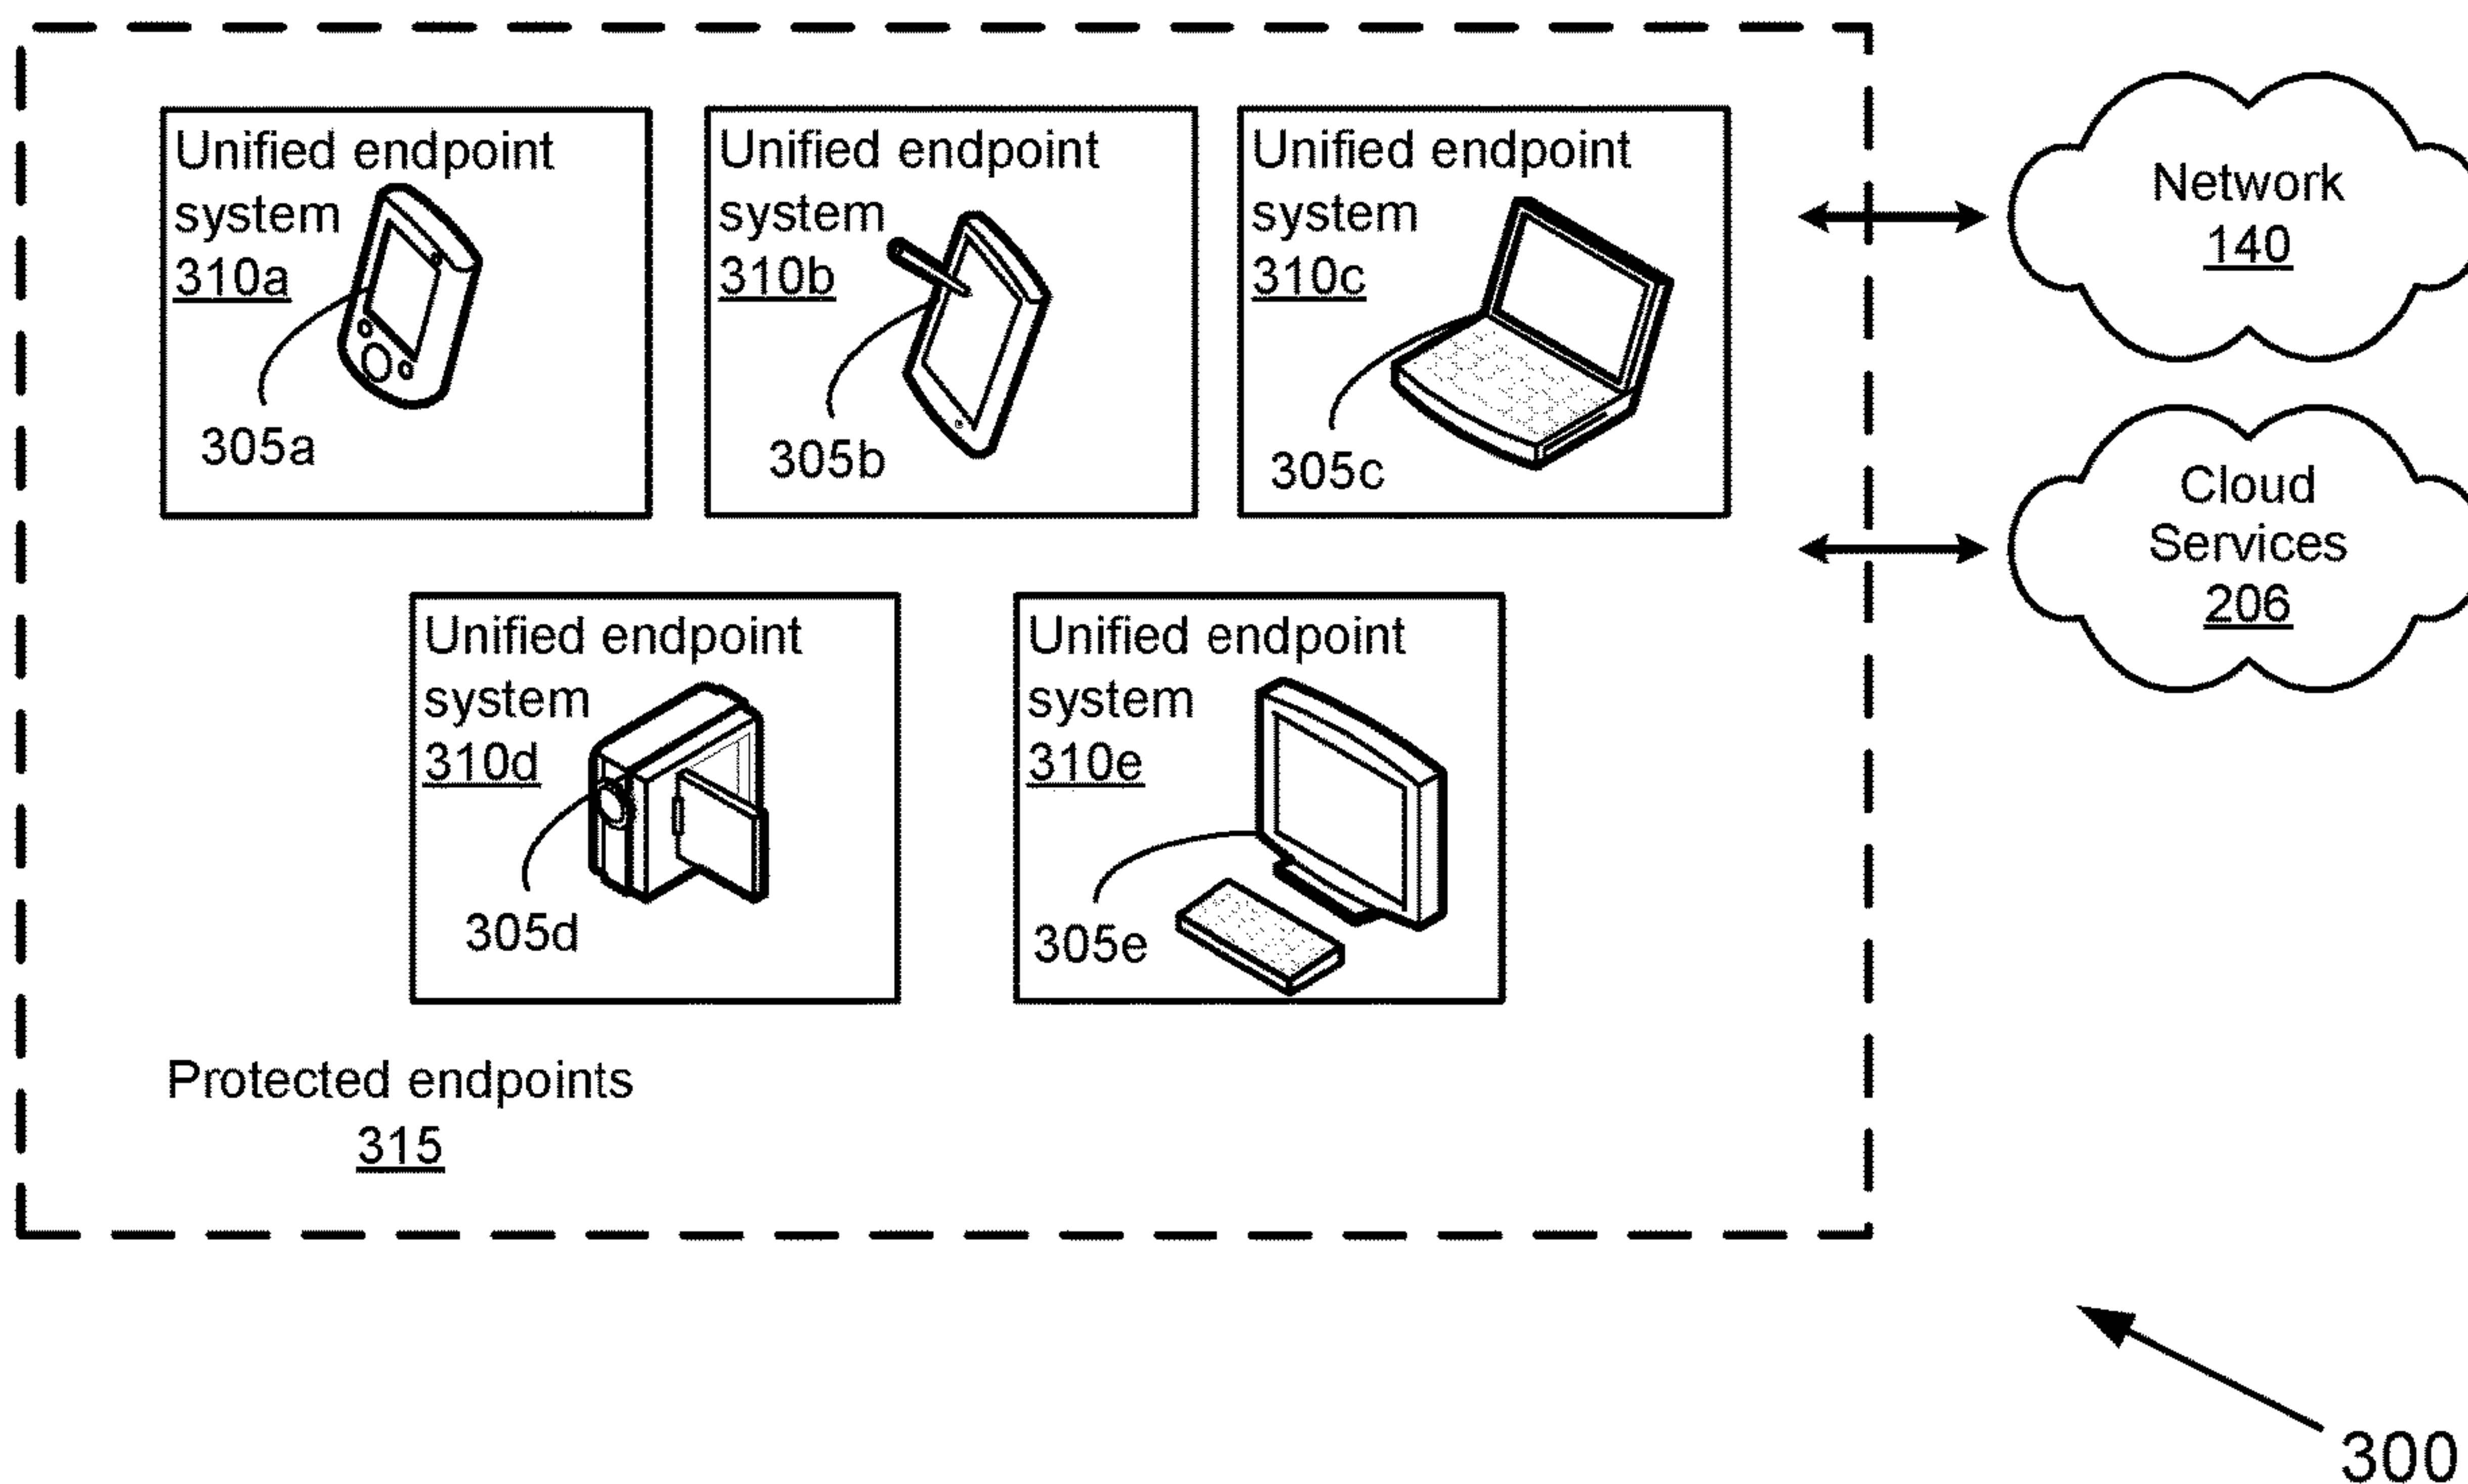 Unified endpoint
system
310a
305a
Unified endpoint
system
310b
305b
Unified endpoint
system
310c
305c
Unified endpoint
system
310d
305d
Unified endpoint
system
310e
305e
Protected endpoints
315
Network
140
Cloud
Services
206
300